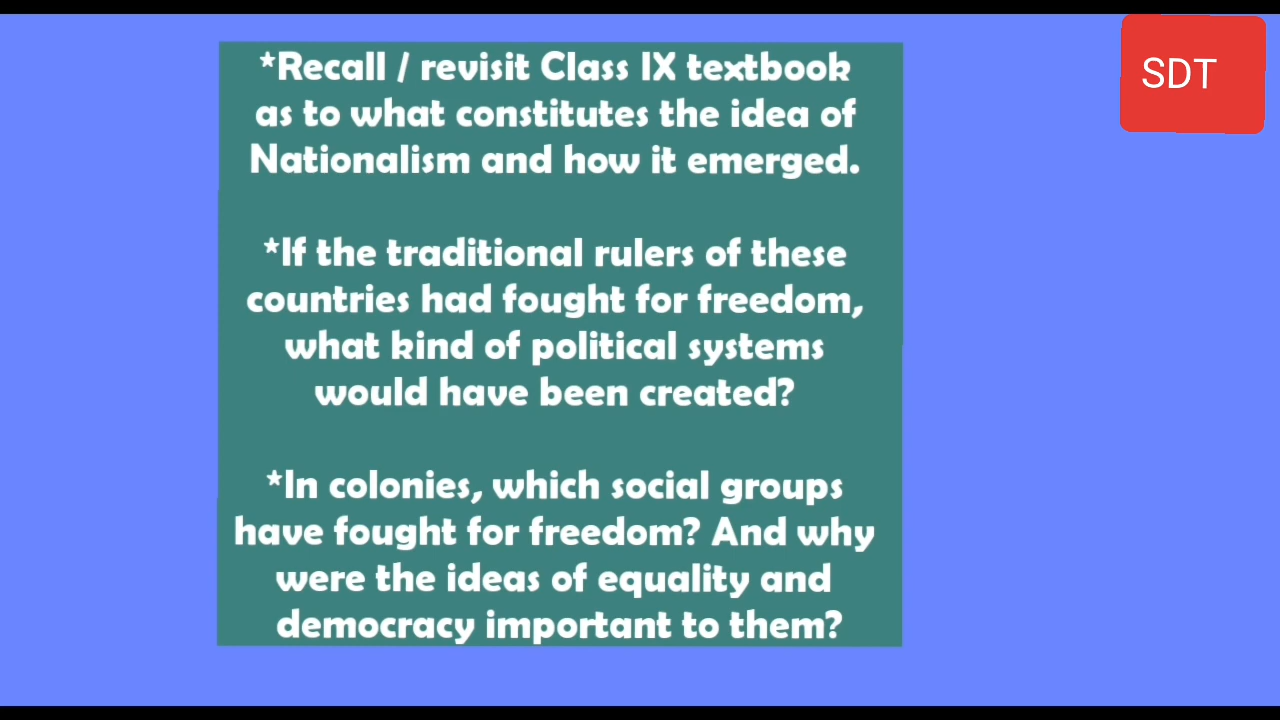 *Recall / revisit Class IX textbook
as to what constitutes the idea of
Nationalism and how it emerged.
*If the traditional rulers of these
countries had fought for freedom,
what kind of political systems
would have been created?
*In colonies, which social groups
have fought for freedom? And why
were the ideas of equality and
democracy important to them?
SDT